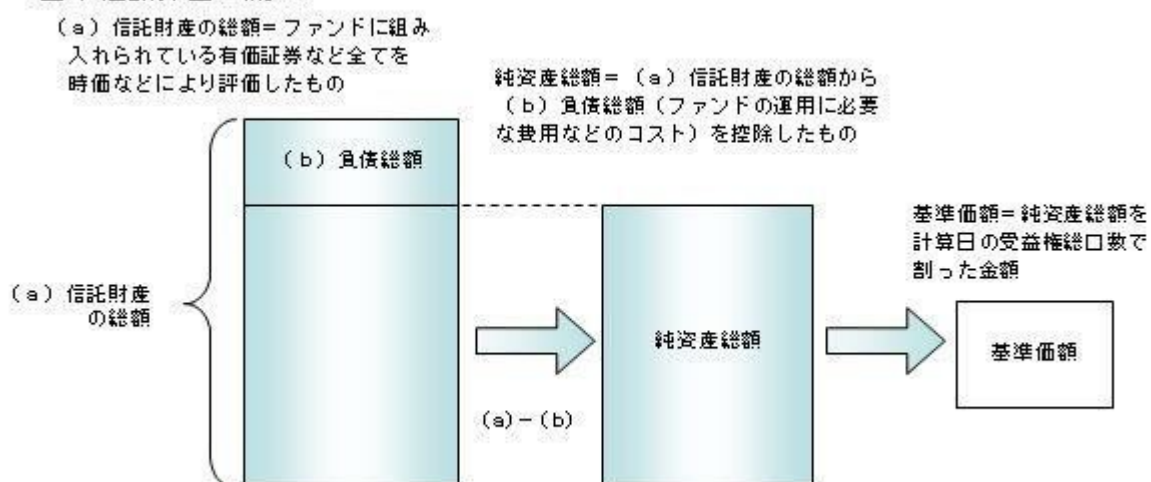 （a）信託財産の総額＝ファンドに組み
入れられている有価証券など全てを
時価などにより評価したもの
純資産総額＝（a）信託財産の総額から
（b）負債総額（ファンドの運用に必要
な費用などのコスト）を控除したもの
（b）負債総額
基準価額＝純資産総額を
計算日の受益権総口数で
割った金額
（a）信託財産
の総額
純資産総額
基準価額
（a）－（b）